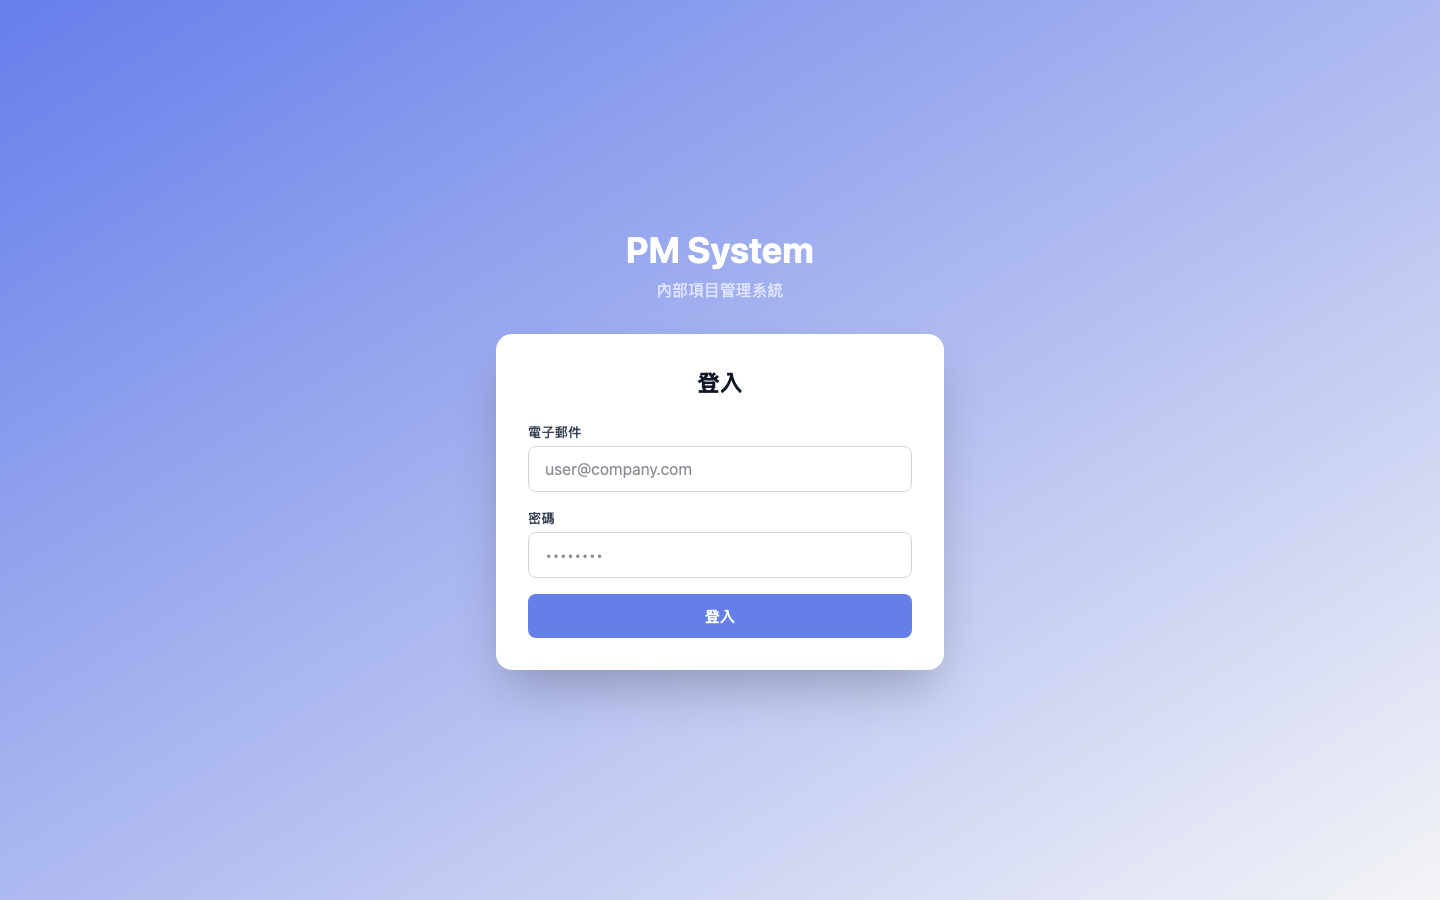 PM System
內部項目管理系統
登入
電子郵件
user@company.com
密碼
••••••••
登入